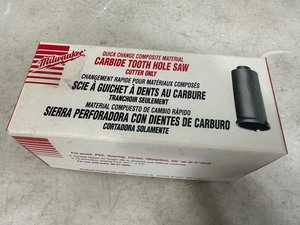 Milwaukee
QUICK CHANGE COMPOSITE MATERIAL
CARBIDE TOOTH HOLE SAW
CUTTER ONLY
CHANGEMENT RAPIDE POUR MATÉRIAUX COMPOSÉS
SCIE À GUICHET À DENTS AU CARBURE
TRANCHOIR SEULEMENT
MATERIAL COMPUESTO DE CAMBIO RÁPIDO
SIERRA PERFORADORA CON DIENTES DE CARBURO
CORTADORA SOLAMENTE